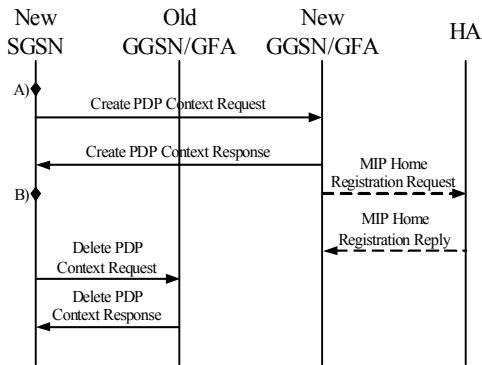 New
SGSN
Old
GGSN/GFA
New
GGSN/GFA
HA
A)
Create PDP Context Request
Create PDP Context Response
MIP Home
Registration Request
B)
MIP Home
Registration Reply
Delete PDP
Context Request
Delete PDP
Context Response